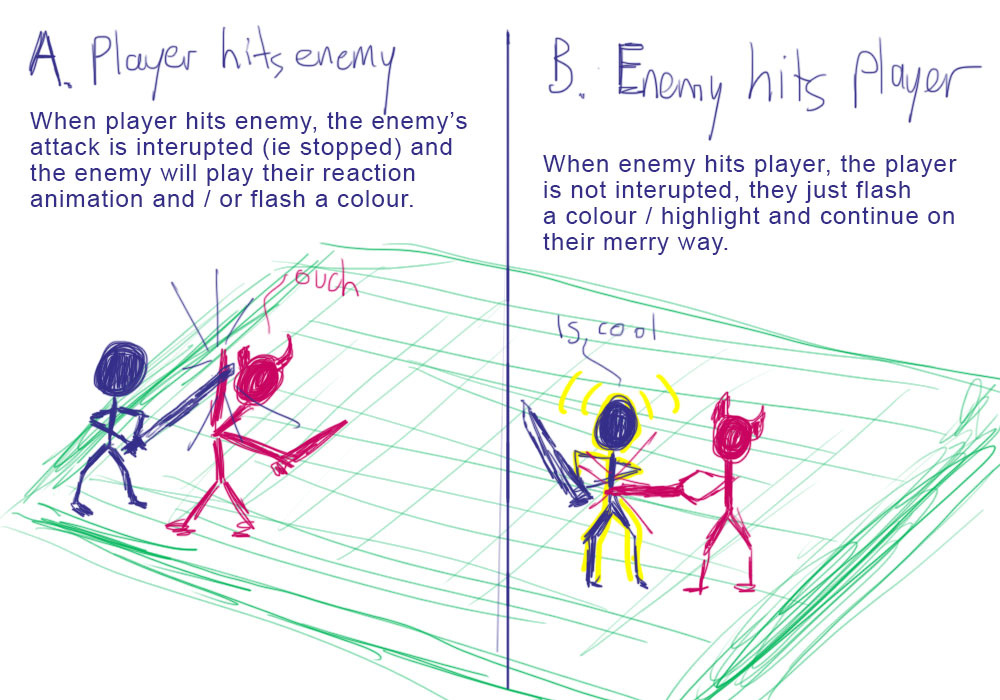 A. Player hits enemy
When player hits enemy, the enemy's
attack is interupted (ie stopped) and
the enemy will play their reaction
animation and / or flash a colour.
ouch
B. Enemy hits Player
When enemy hits player, the player
is not interupted, they just flash
a colour / highlight and continue on
their merry way.
Is cool